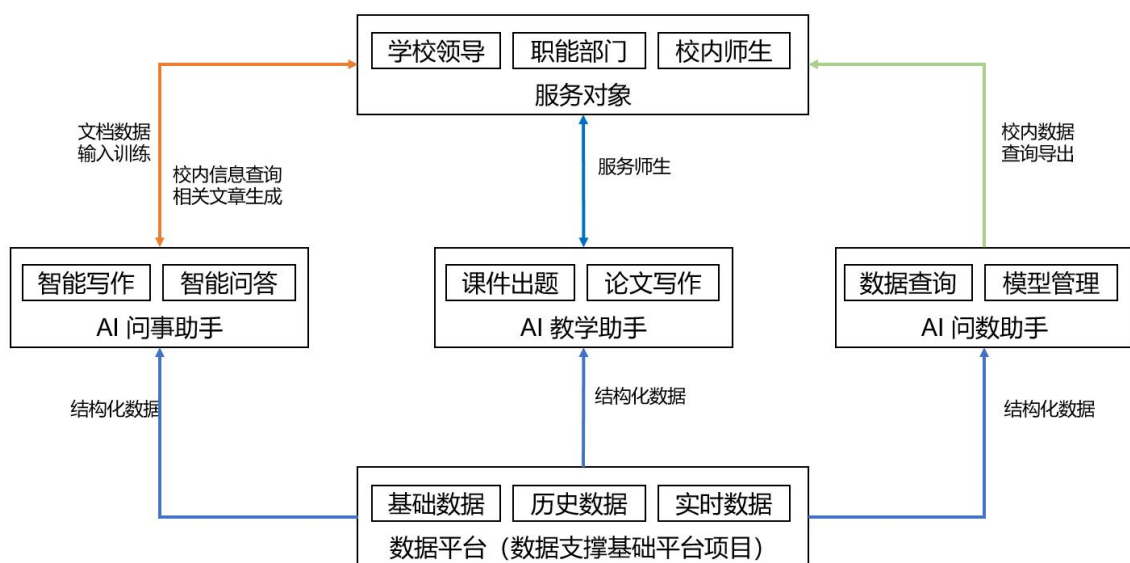 学校领导 职能部门 校内师生
服务对象
文档数据
输入训练
校内信息查询
相关文章生成
服务师生
校内数据
查询导出
智能写作 智能问答
AI 问事助手
课件出题 论文写作
AI 教学助手
数据查询 模型管理
AI 问数助手
结构化数据
结构化数据
结构化数据
基础数据 历史数据 实时数据
数据平台（数据支撑基础平台项目）